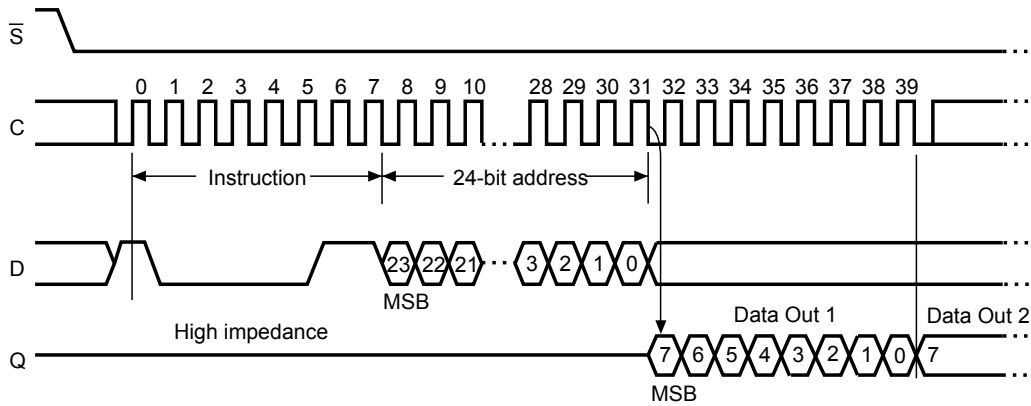 S
0 1 2 3 4 5 6 7 8 9 10 28 29 30 31 32 33 34 35 36 37 38 39
C
Instruction 24-bit address
D 23 22 21 3 2 1 0
MSB
Data Out 1 Data Out 2
High impedance
Q 7 6 5 4 3 2 1 0 7
MSB